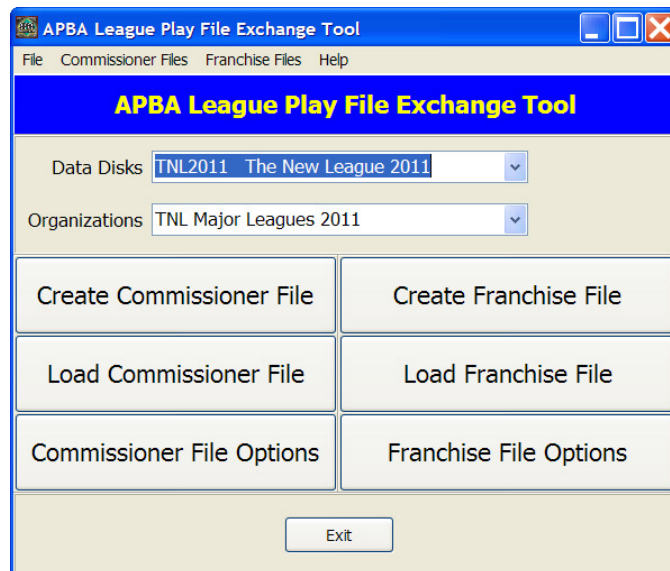 APBA League Play File Exchange Tool
File Commissioner Files Franchise Files Help
APBA League Play File Exchange Tool
Data Disks TNL2011 The New League 2011
Organizations TNL Major Leagues 2011
Create Commissioner File Create Franchise File
Load Commissioner File Load Franchise File
Commissioner File Options Franchise File Options
Exit